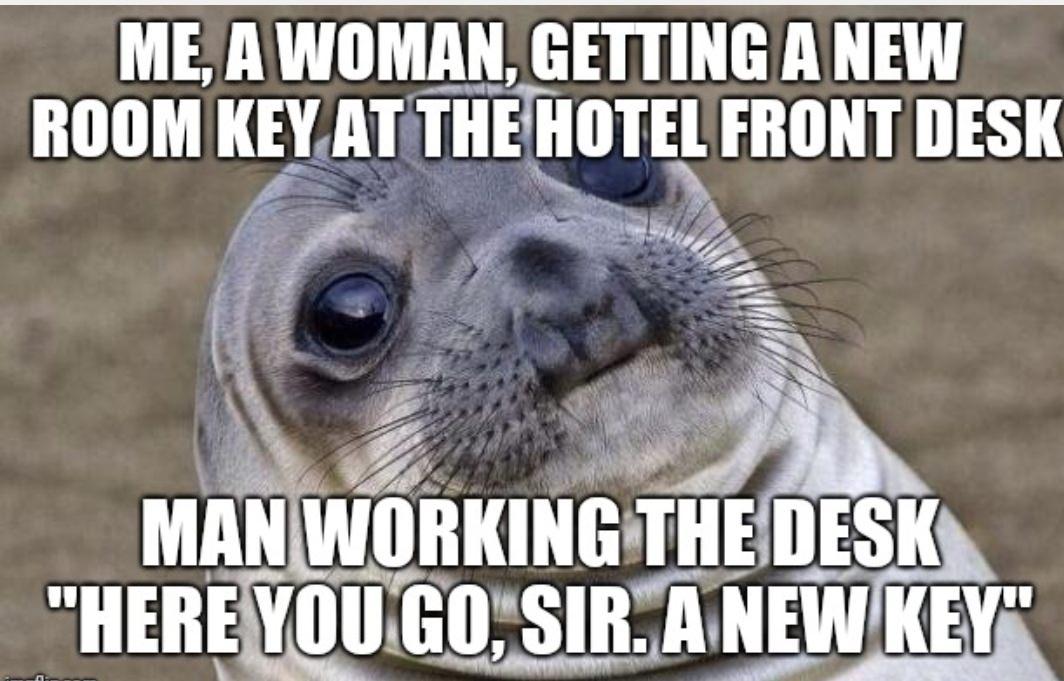 ME, A WOMAN, GETTING A NEW
ROOM KEY AT THE HOTEL FRONT DESK
MAN WORKING THE DESK
"HERE YOU GO, SIR. A NEW KEY"